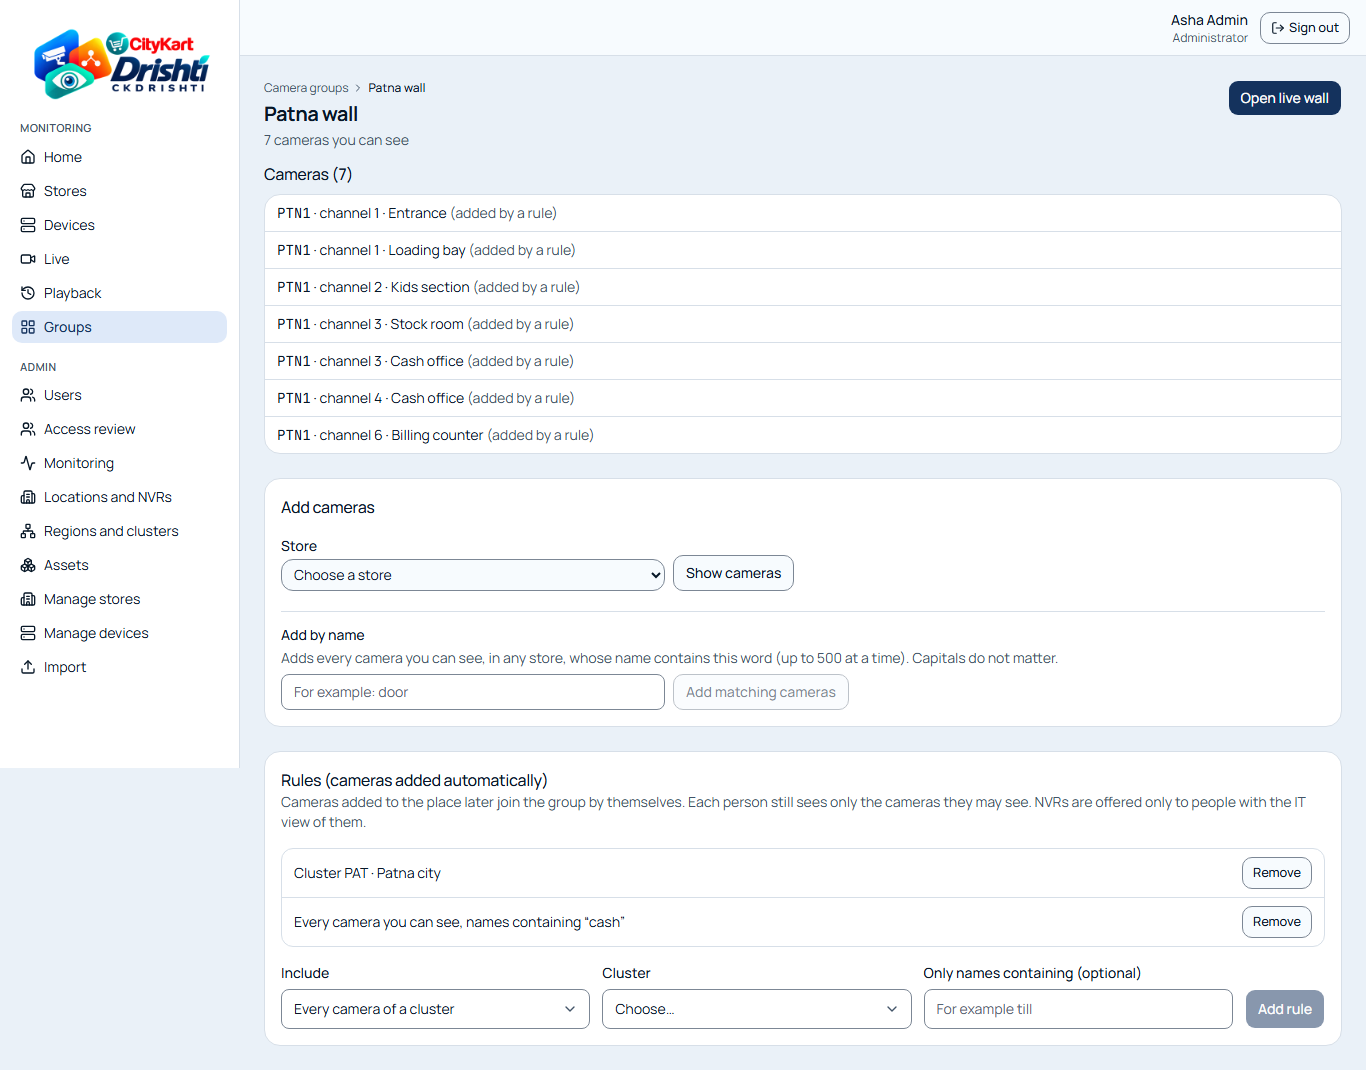 CityKart
Drishti
CKDRISHTI
MONITORING
Home
Stores
Devices
Live
Playback
Groups
ADMIN
Users
Access review
Monitoring
Locations and NVRs
Regions and clusters
Assets
Manage stores
Manage devices
Import
Asha Admin
Administrator
Sign out
Camera groups > Patna wall
Patna wall
Open live wall
7 cameras you can see
Cameras (7)
PTN1 · channel 1 · Entrance (added by a rule)
PTN1 · channel 1 · Loading bay (added by a rule)
PTN1 · channel 2 · Kids section (added by a rule)
PTN1 · channel 3 · Stock room (added by a rule)
PTN1 · channel 3 · Cash office (added by a rule)
PTN1 · channel 4 · Cash office (added by a rule)
PTN1 · channel 6 · Billing counter (added by a rule)
Add cameras
Store
Choose a store
Show cameras
Add by name
Adds every camera you can see, in any store, whose name contains this word (up to 500 at a time). Capitals do not matter.
For example: door
Add matching cameras
Rules (cameras added automatically)
Cameras added to the place later join the group by themselves. Each person still sees only the cameras they may see. NVRs are offered only to people with the IT
view of them.
Cluster PAT · Patna city
Remove
Every camera you can see, names containing “cash”
Remove
Include
Cluster
Only names containing (optional)
Every camera of a cluster
Choose…
For example till
Add rule